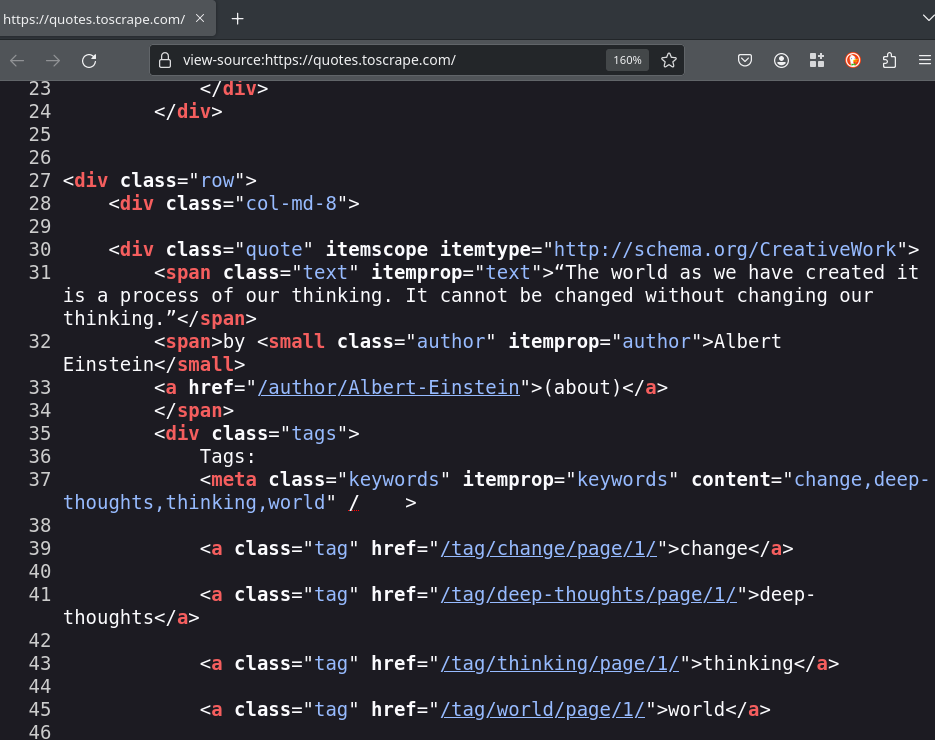 https://quotes.toscrape.com/
view-source:https://quotes.toscrape.com/ 160%
23 </div>
24 </div>
25
26
27 <div class="row">
28 <div class="col-md-8">
29
30 <div class="quote" itemscope itemtype="http://schema.org/CreativeWork">
31 <span class="text" itemprop="text">“The world as we have created it
is a process of our thinking. It cannot be changed without changing our
thinking.”</span>
32 <span>by <small class="author" itemprop="author">Albert
Einstein</small>
33 <a href="/author/Albert-Einstein">(about)</a>
34 </span>
35 <div class="tags">
36 Tags:
37 <meta class="keywords" itemprop="keywords" content="change,deep-
thoughts,thinking,world" / >
38
39 <a class="tag" href="/tag/change/page/1/">change</a>
40
41 <a class="tag" href="/tag/deep-thoughts/page/1/">deep-
thoughts</a>
42
43 <a class="tag" href="/tag/thinking/page/1/">thinking</a>
44
45 <a class="tag" href="/tag/world/page/1/">world</a>
46